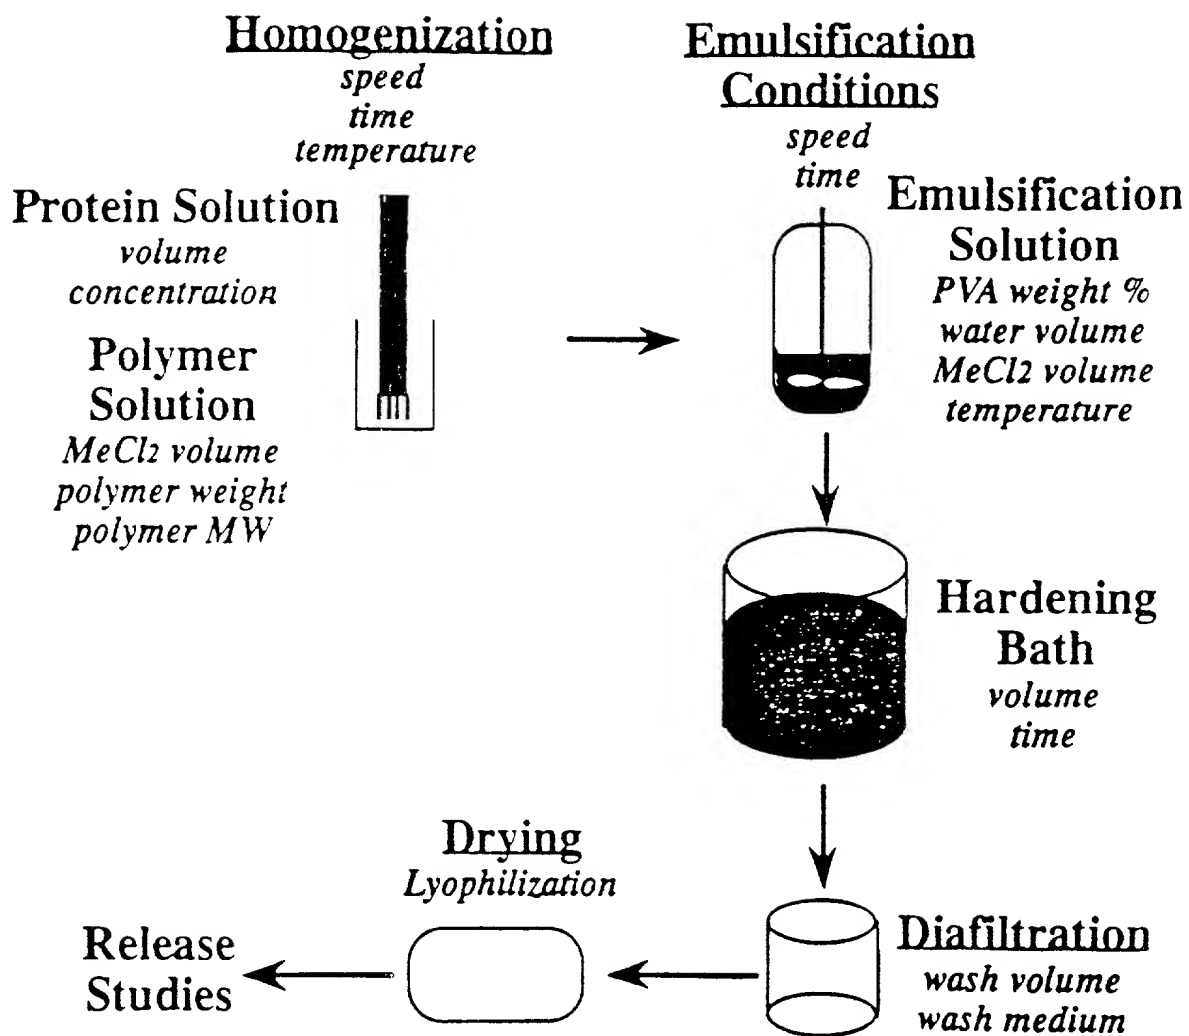 Homogenization
speed
time
temperature
Protein Solution
volume
concentration
Polymer
Solution
MeCl2 volume
polymer weight
polymer MW
Emulsification
Conditions
speed
time
Emulsification
Solution
PVA weight %
water volume
MeCl2 volume
temperature
Hardening
Bath
volume
time
Diafiltration
wash volume
wash medium
Drying
Lyophilization
Release
Studies